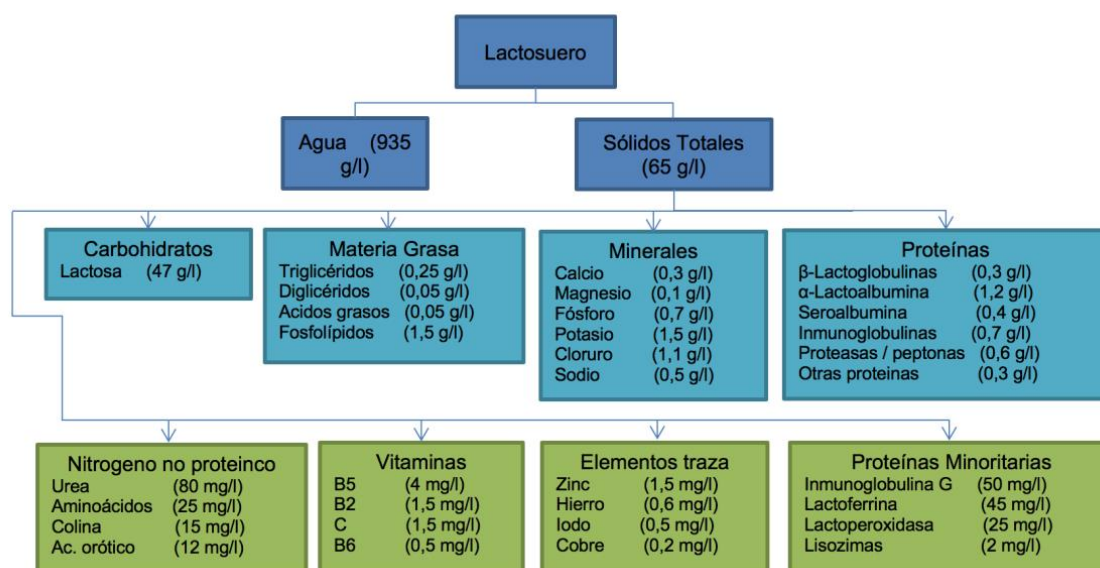 Lactosuero
Agua (935
g/l)
Sólidos Totales
(65 g/l)
Carbohidratos
Lactosa (47 g/l)
Materia Grasa
Triglicéridos (0,25 g/l)
Diglicéridos (0,05 g/l)
Acidos grasos (0,05 g/l)
Fosfolípidos (1,5 g/l)
Minerales
Calcio (0,3 g/l)
Magnesio (0,1 g/l)
Fósforo (0,7 g/l)
Potasio (1,5 g/l)
Cloruro (1,1 g/l)
Sodio (0,5 g/l)
Proteínas
β-Lactoglobulinas (0,3 g/l)
α-Lactoalbumina (1,2 g/l)
Seroalbumina (0,4 g/l)
Inmunoglobulinas (0,7 g/l)
Proteasas / peptonas (0,6 g/l)
Otras proteinas (0,3 g/l)
Nitrogeno no proteinco
Urea (80 mg/l)
Aminoácidos (25 mg/l)
Colina (15 mg/l)
Ac. orótico (12 mg/l)
Vitaminas
B5 (4 mg/l)
B2 (1,5 mg/l)
C (1,5 mg/l)
B6 (0,5 mg/l)
Elementos traza
Zinc (1,5 mg/l)
Hierro (0,6 mg/l)
Iodo (0,5 mg/l)
Cobre (0,2 mg/l)
Proteínas Minoritarias
Inmunoglobulina G (50 mg/l)
Lactoferrina (45 mg/l)
Lactoperoxidasa (25 mg/l)
Lisozimas (2 mg/l)